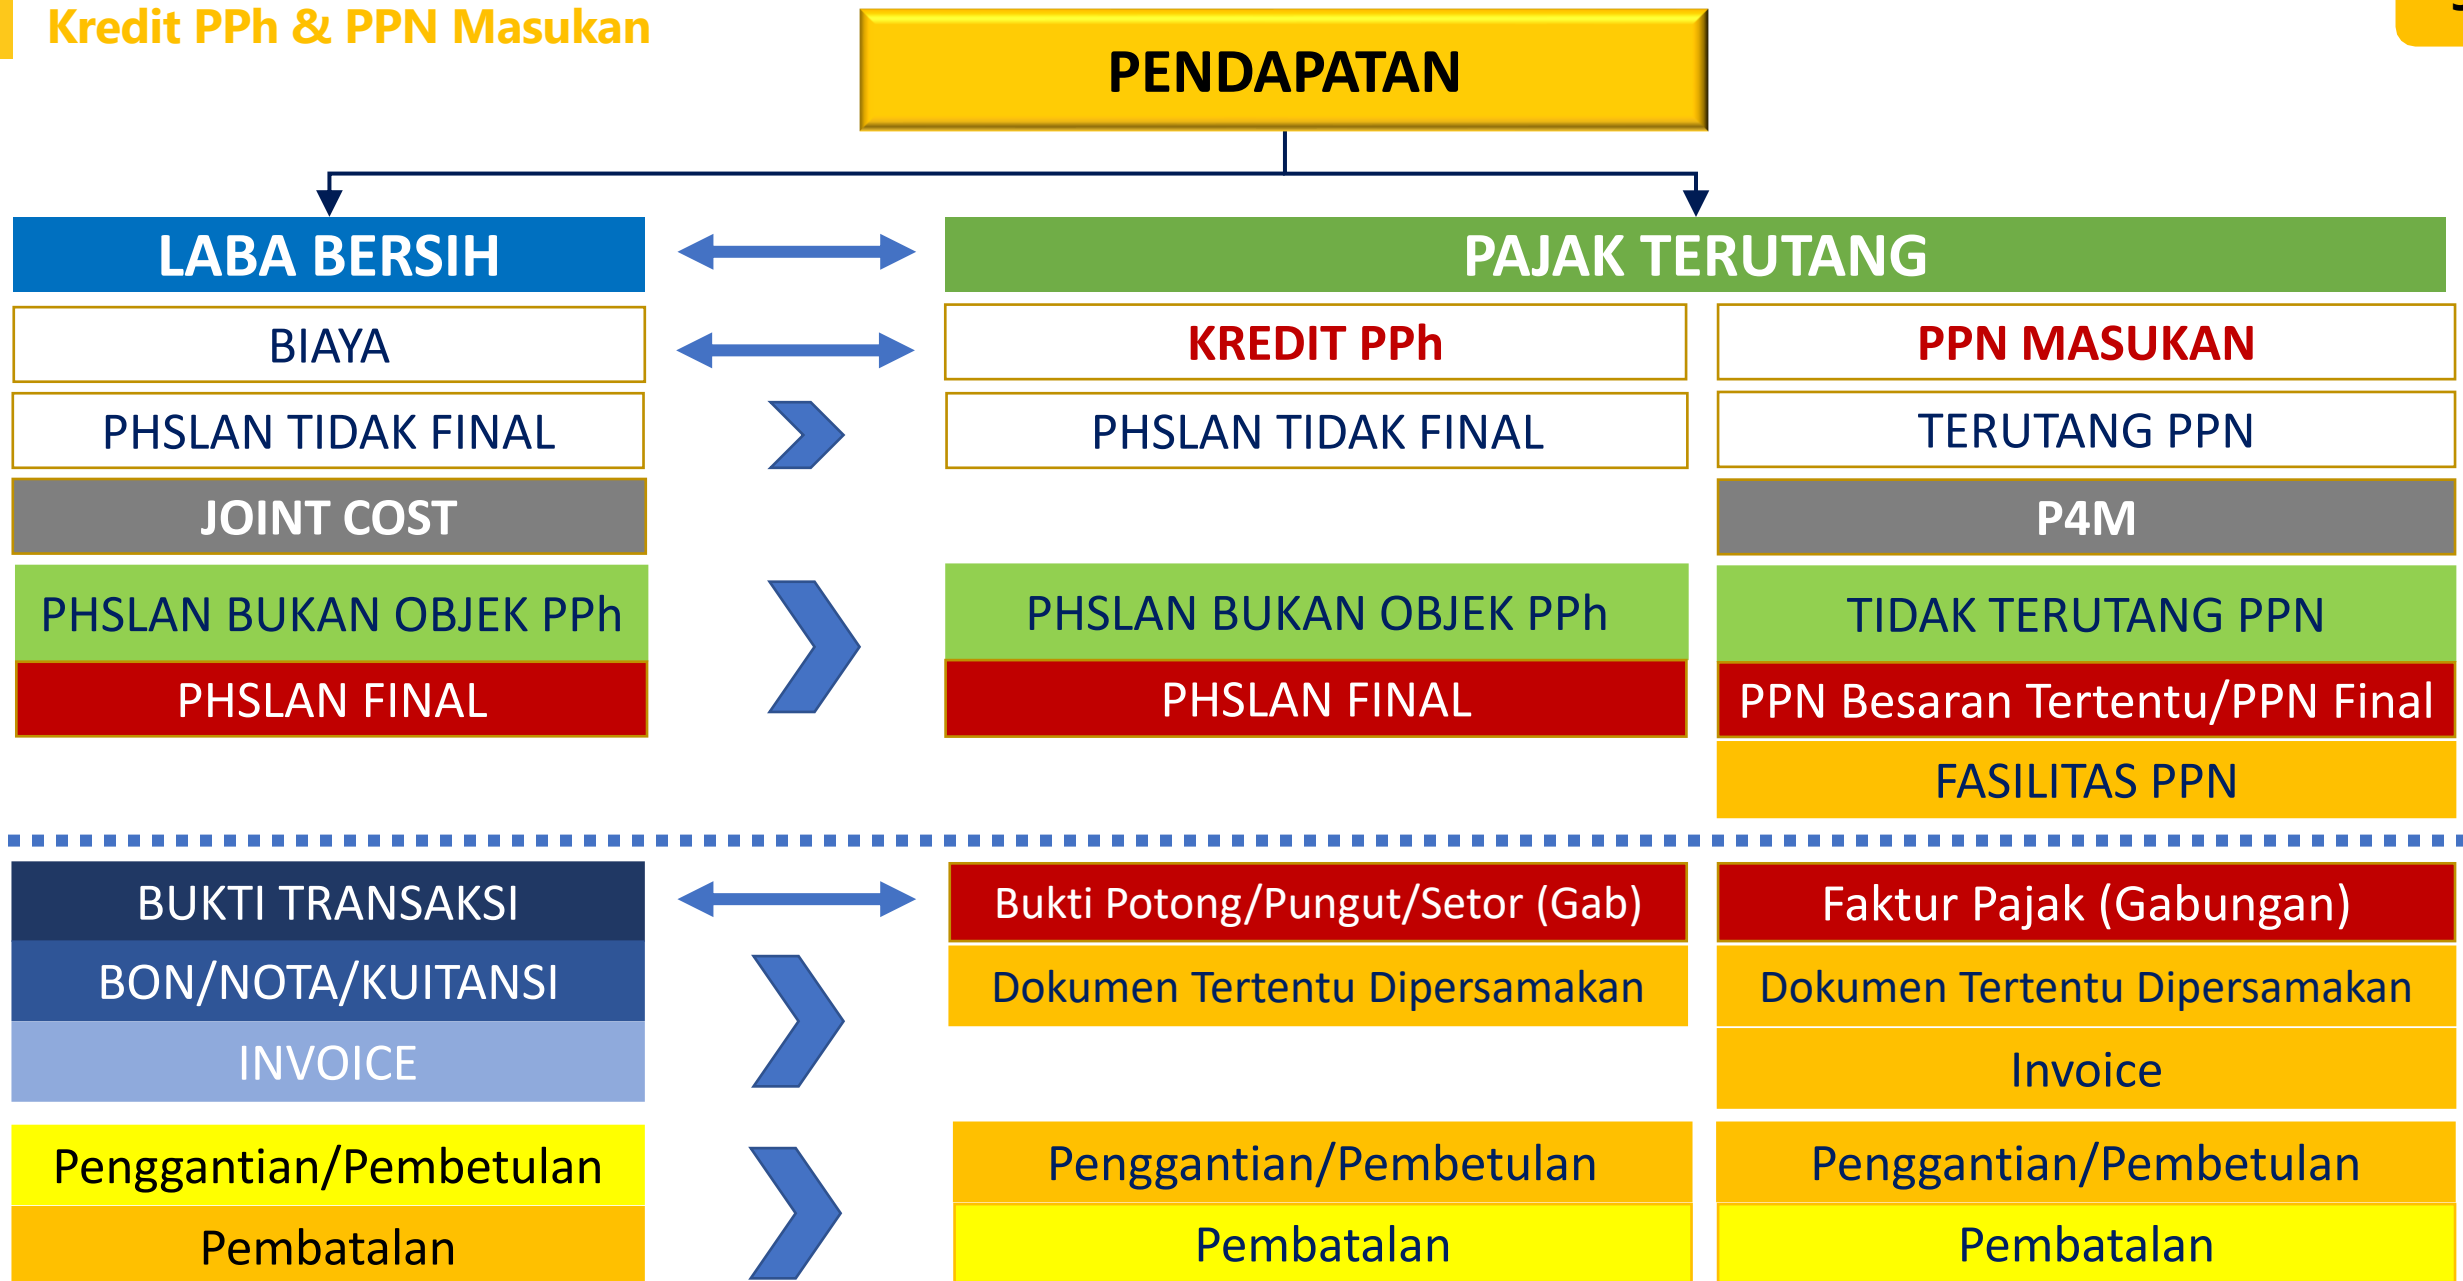 Kredit PPh & PPN Masukan
PENDAPATAN
LABA BERSIH
PAJAK TERUTANG
BIAYA
KREDIT PPh
PPN MASUKAN
PHSLAN TIDAK FINAL
PHSLAN TIDAK FINAL
TERUTANG PPN
JOINT COST
P4M
PHSLAN BUKAN OBJEK PPh
PHSLAN BUKAN OBJEK PPh
TIDAK TERUTANG PPN
PHSLAN FINAL
PHSLAN FINAL
PPN Besaran Tertentu/PPN Final
FASILITAS PPN
BUKTI TRANSAKSI
Bukti Potong/Pungut/Setor (Gab)
Faktur Pajak (Gabungan)
BON/NOTA/KUITANSI
Dokumen Tertentu Dipersamakan
Dokumen Tertentu Dipersamakan
INVOICE
Invoice
Penggantian/Pembetulan
Penggantian/Pembetulan
Penggantian/Pembetulan
Pembatalan
Pembatalan
Pembatalan